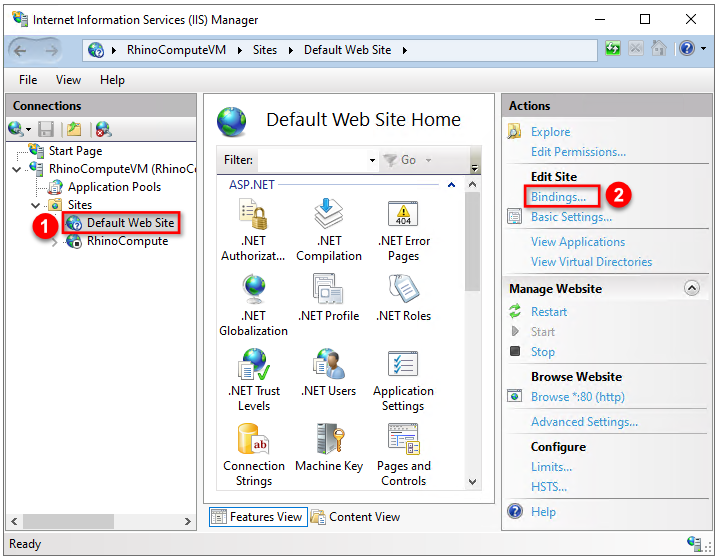 Internet Information Services (IIS) Manager
RhinoComputeVM Sites Default Web Site
File View Help
Connections
Start Page
RhinoComputeVM (RhinoCo
Application Pools
Sites
1
Default Web Site
RhinoCompute
Default Web Site Home
Filter: Go
ASP.NET
.NET Authorizat...
.NET Compilation
.NET Error Pages
404
.NET Globalization
.NET Profile
.NET Roles
.NET Trust Levels
.NET Users
Application Settings
ab
Connection Strings
Machine Key
Pages and Controls
Features View Content View
Actions
Explore
Edit Permissions...
Edit Site
Bindings... 2
Basic Settings...
View Applications
View Virtual Directories
Manage Website
Restart
Start
Stop
Browse Website
Browse *:80 (http)
Advanced Settings...
Configure
Limits...
HSTS...
Help
Ready